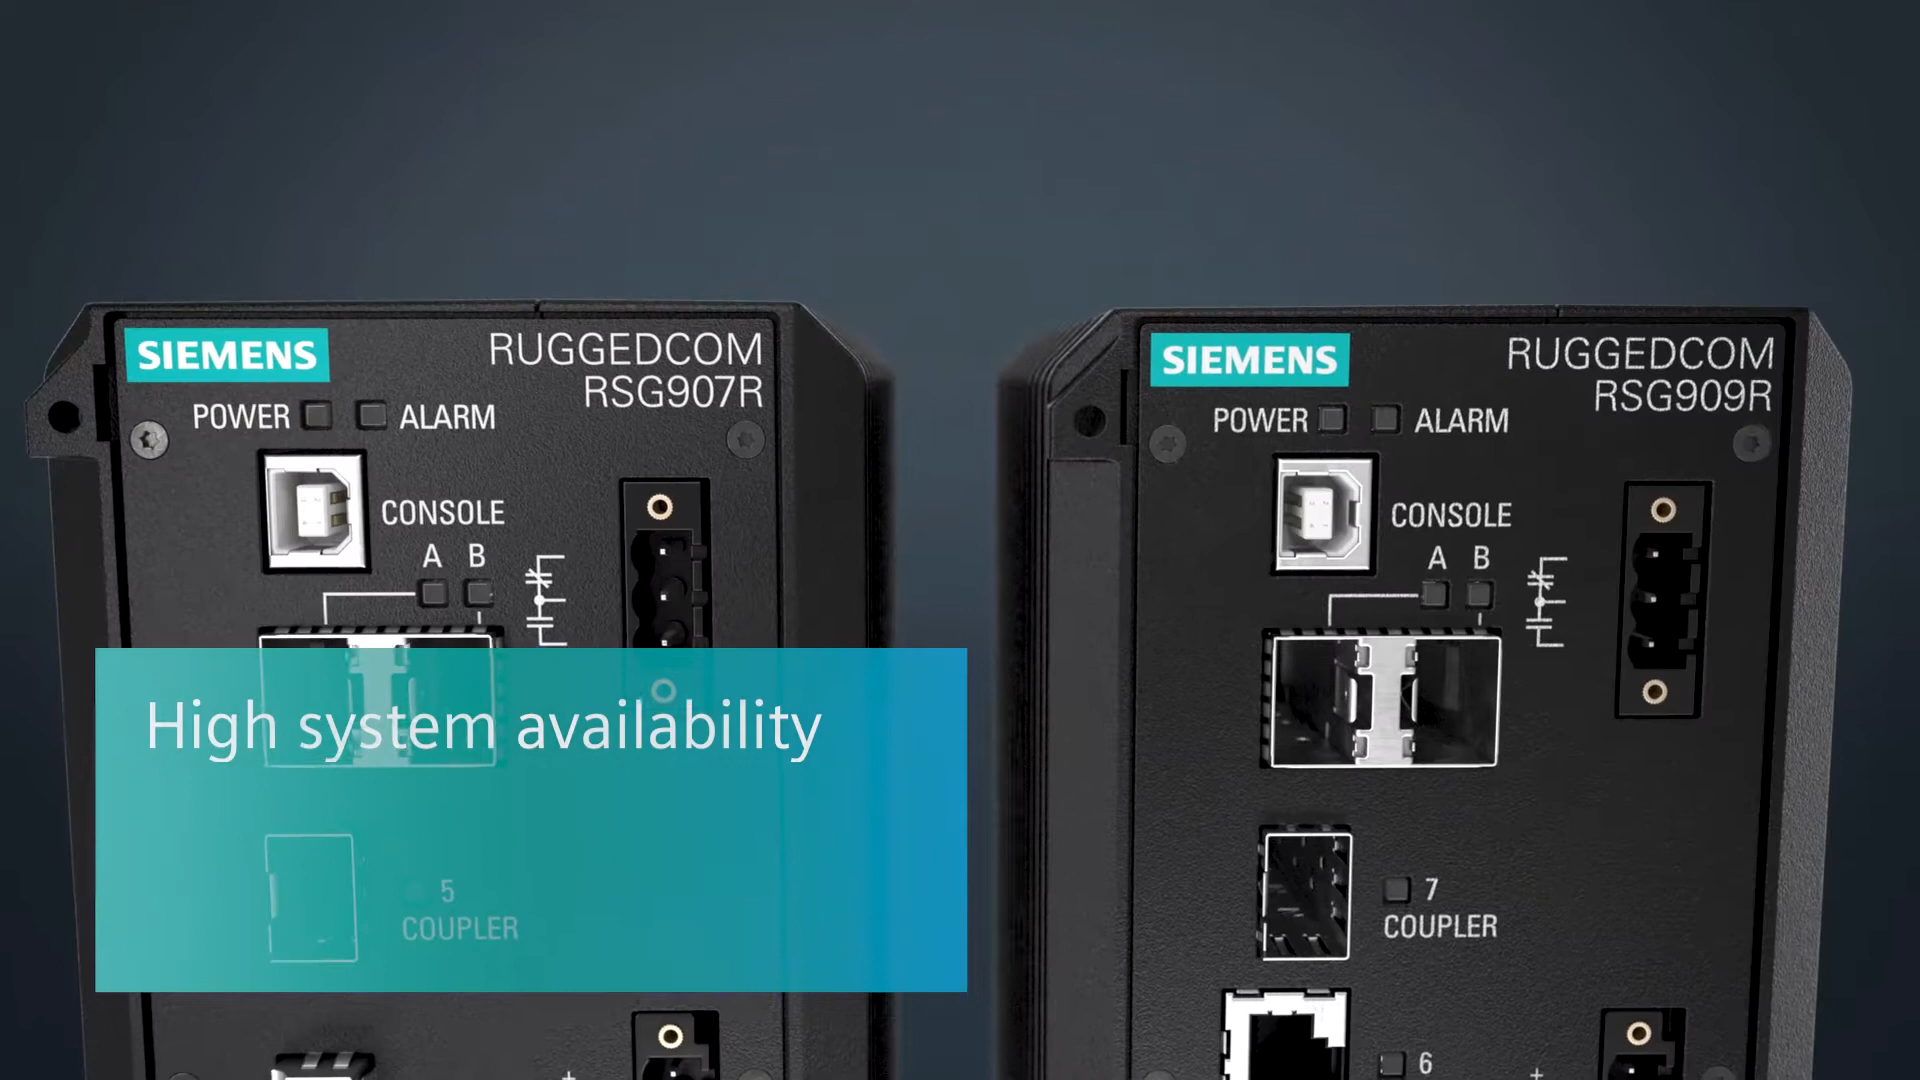 SIEMENS
RUGGEDCOM
RSG907R
POWER ALARM
CONSOLE
A B
5
COUPLER
SIEMENS
RUGGEDCOM
RSG909R
POWER ALARM
CONSOLE
A B
7
COUPLER
6
+
+
High system availability